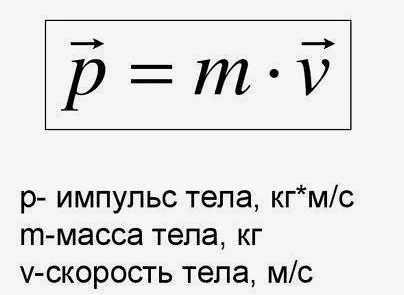 p⃗ = m · v⃗
p- импульс тела, кг*м/с
m-масса тела, кг
v-скорость тела, м/с